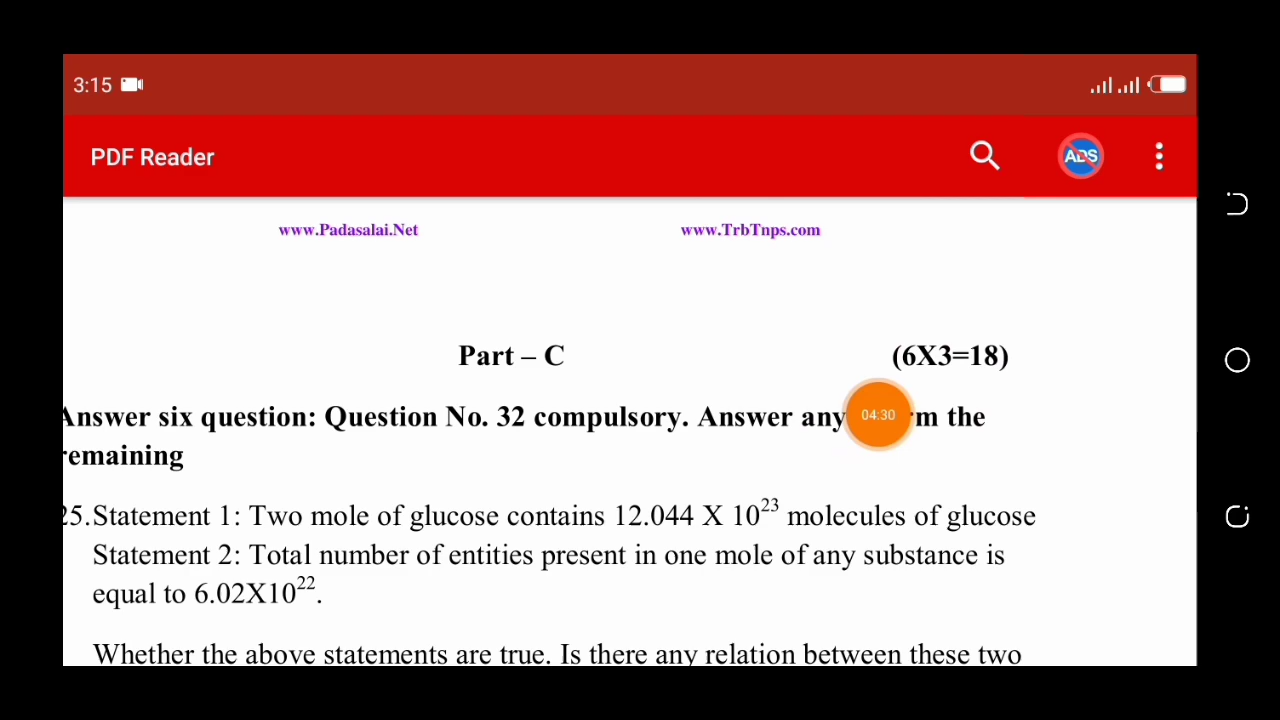 3:15
PDF Reader
ADS
www.Padasalai.Net www.TrbTnps.com
Part – C (6X3=18)
Answer six question: Question No. 32 compulsory. Answer any m the
04:30
remaining
25.Statement 1: Two mole of glucose contains 12.044 X 10²³ molecules of glucose
Statement 2: Total number of entities present in one mole of any substance is
equal to 6.02X10²².
Whether the above statements are true. Is there any relation between these two